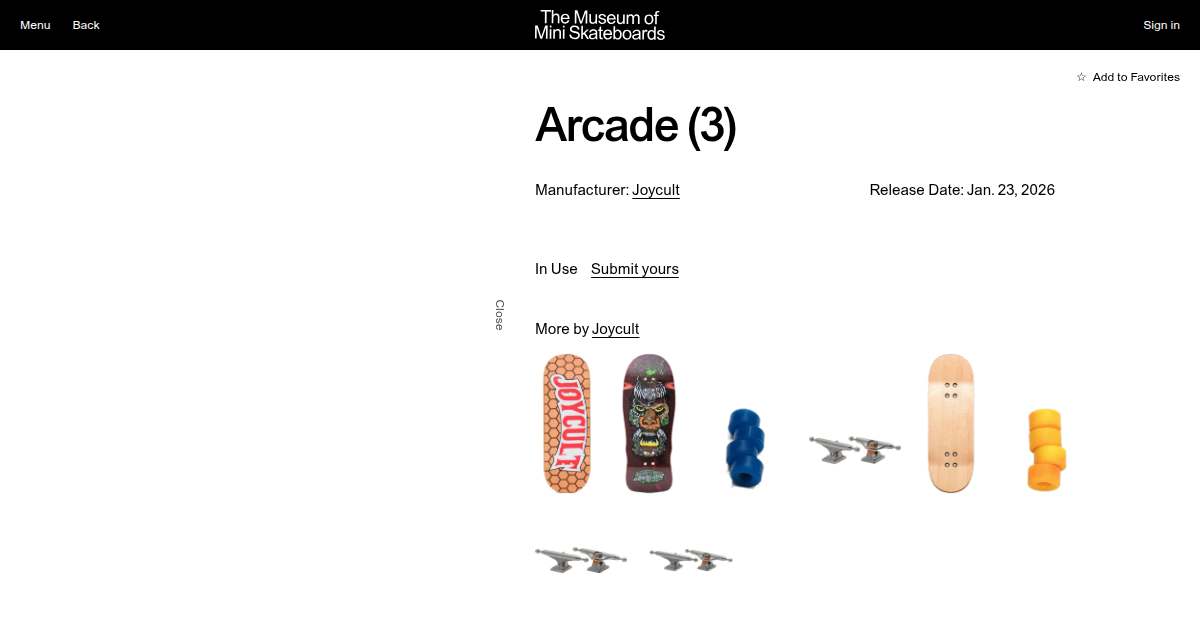 Menu
Back
The Museum of
Mini Skateboards
Sign in
☆ Add to Favorites
Arcade (3)
Manufacturer: Joycult
Release Date: Jan. 23, 2026
In Use
Submit yours
Close
More by Joycult
JOYCULT